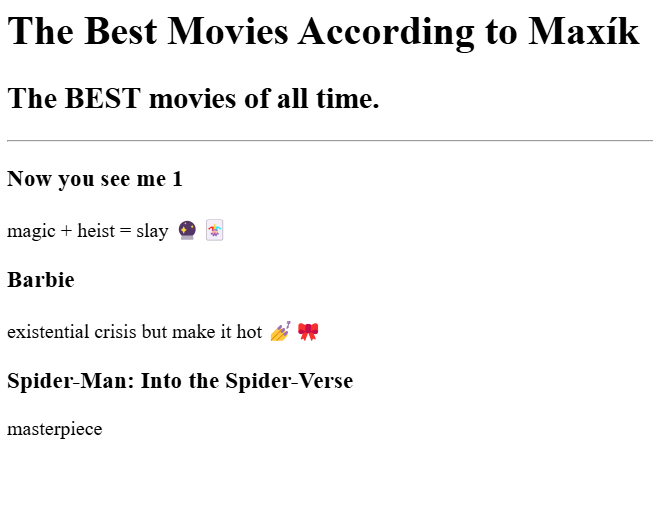 The Best Movies According to Maxík
The BEST movies of all time.
Now you see me 1
magic + heist = slay 🔮 🃏
Barbie
existential crisis but make it hot 💅 🎀
Spider-Man: Into the Spider-Verse
masterpiece